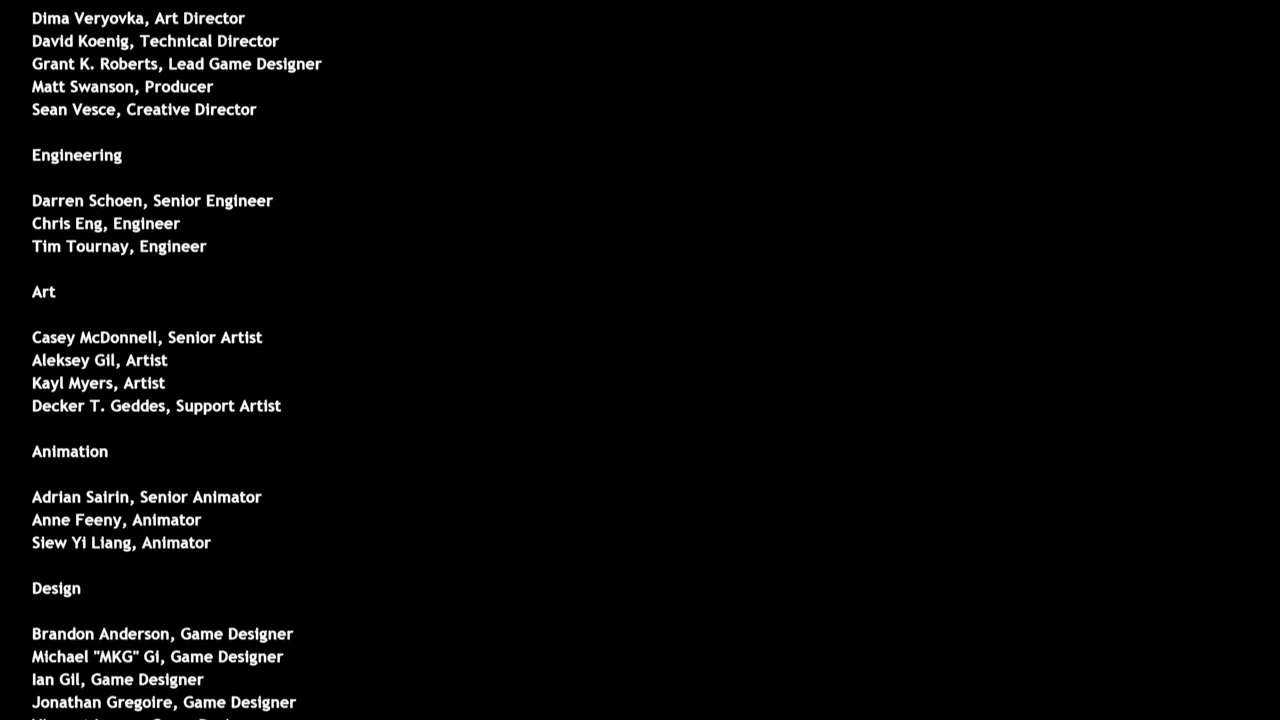 Dima Veryovka, Art Director
David Koenig, Technical Director
Grant K. Roberts, Lead Game Designer
Matt Swanson, Producer
Sean Vesce, Creative Director
Engineering
Darren Schoen, Senior Engineer
Chris Eng, Engineer
Tim Tournay, Engineer
Art
Casey McDonnell, Senior Artist
Aleksey Gil, Artist
Kayl Myers, Artist
Decker T. Geddes, Support Artist
Animation
Adrian Sairin, Senior Animator
Anne Feeny, Animator
Siew Yi Liang, Animator
Design
Brandon Anderson, Game Designer
Michael "MKG" Gi, Game Designer
Ian Gil, Game Designer
Jonathan Gregoire, Game Designer